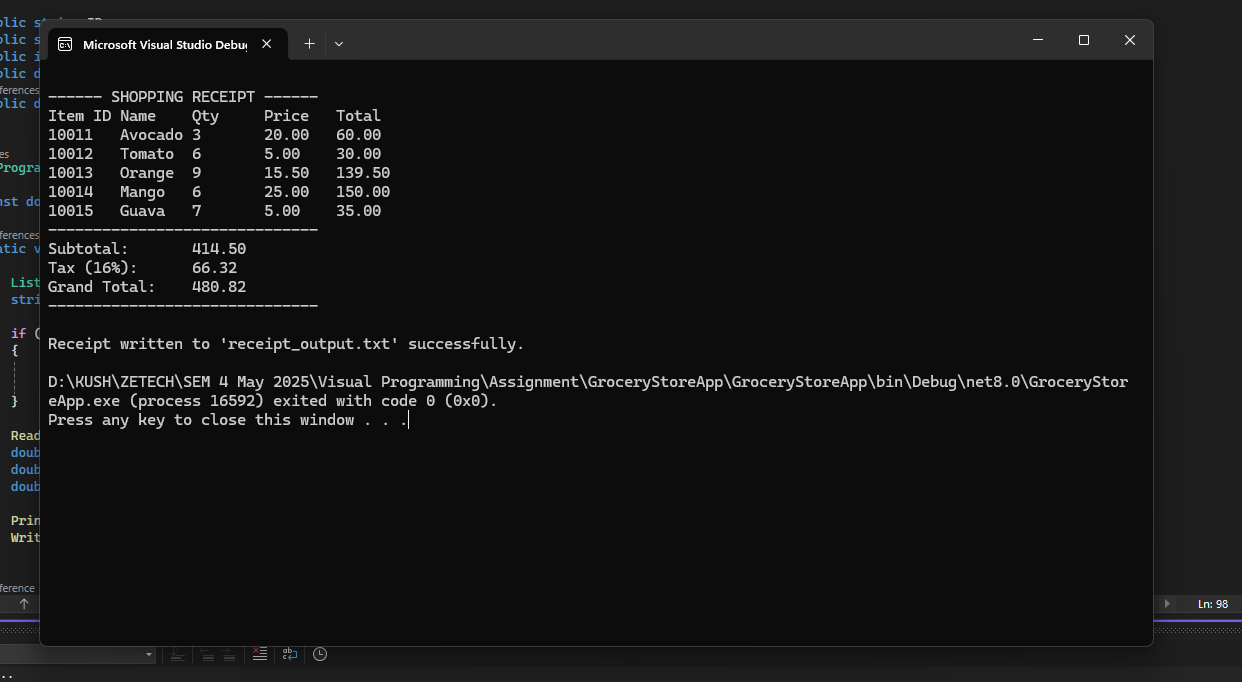 Microsoft Visual Studio Debug
------ SHOPPING RECEIPT ------
Item ID Name    Qty     Price   Total
10011   Avocado 3       20.00   60.00
10012   Tomato  6       5.00    30.00
10013   Orange  9       15.50   139.50
10014   Mango   6       25.00   150.00
10015   Guava   7       5.00    35.00
------------------------------
Subtotal:       414.50
Tax (16%):      66.32
Grand Total:    480.82
------------------------------
Receipt written to 'receipt_output.txt' successfully.
D:\KUSH\ZETECH\SEM 4 May 2025\Visual Programming\Assignment\GroceryStoreApp\GroceryStoreApp\bin\Debug\net8.0\GroceryStor
eApp.exe (process 16592) exited with code 0 (0x0).
Press any key to close this window . . .
List
if (
{
}
Read
Ln: 98